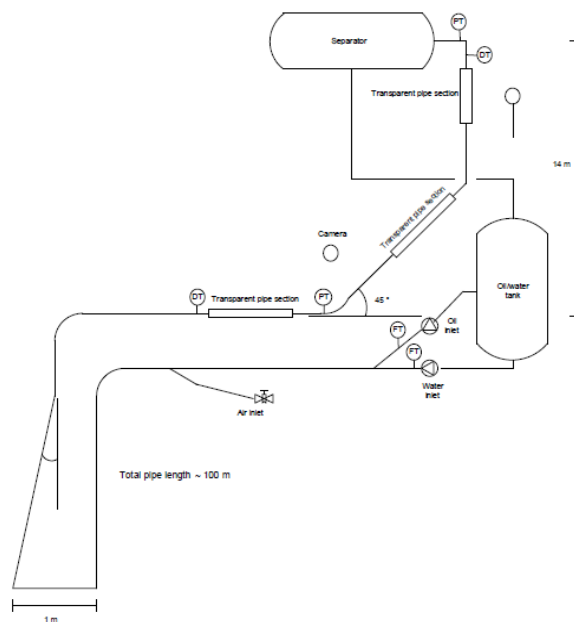 PT
Separator
DT
Transparent pipe section
14 m
Transparent pipe section
Camera
Oil/water
tank
DT
Transparent pipe section
PT
45 °
Oil
inlet
FT
FT
Water
inlet
Air inlet
Total pipe length ~ 100 m
1 m